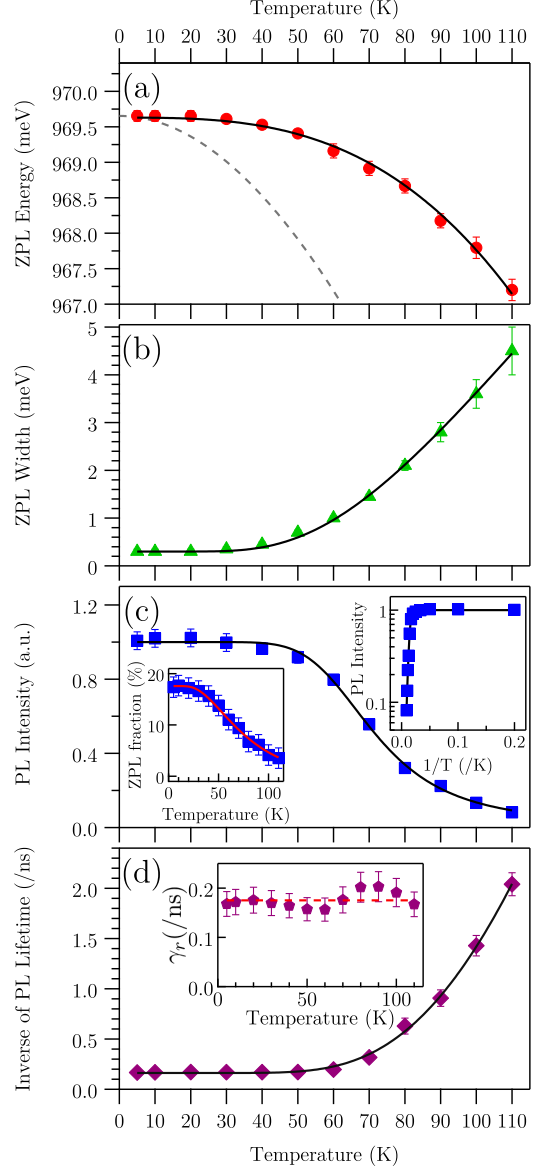 Temperature (K)
0 10 20 30 40 50 60 70 80 90 100 110
(a)
ZPL Energy (meV)
970.0
969.5
969.0
968.5
968.0
967.5
967.0
(b)
ZPL Width (meV)
5
4
3
2
1
0
(c)
PL Intensity (a.u.)
1.2
0.8
0.4
0.0
ZPL fraction (%)
20
10
0
0 50 100
Temperature (K)
PL Intensity
1
0.1
0.0 0.1 0.2
1/T (/K)
(d)
Inverse of PL Lifetime (/ns)
2.0
1.5
1.0
0.5
0.0
γr(/ns)
0.2
0.1
0.0
0 50 100
Temperature (K)
0 10 20 30 40 50 60 70 80 90 100 110
Temperature (K)